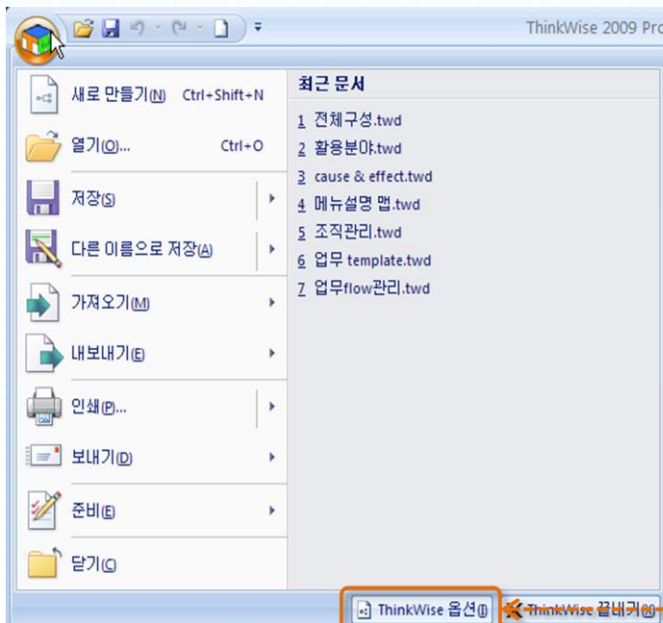 ThinkWise 2009 Pro
새로 만들기(N) Ctrl+Shift+N
열기(O)... Ctrl+O
저장(S)
다른 이름으로 저장(A)
가져오기(M)
내보내기(E)
인쇄(P)...
보내기(D)
준비(E)
닫기(C)
최근 문서
1 전체구성.twd
2 활용분야.twd
3 cause & effect.twd
4 메뉴설명 맵.twd
5 조직관리.twd
6 업무 template.twd
7 업무flow관리.twd
ThinkWise 옵션(I) ThinkWise 끝내기(X)